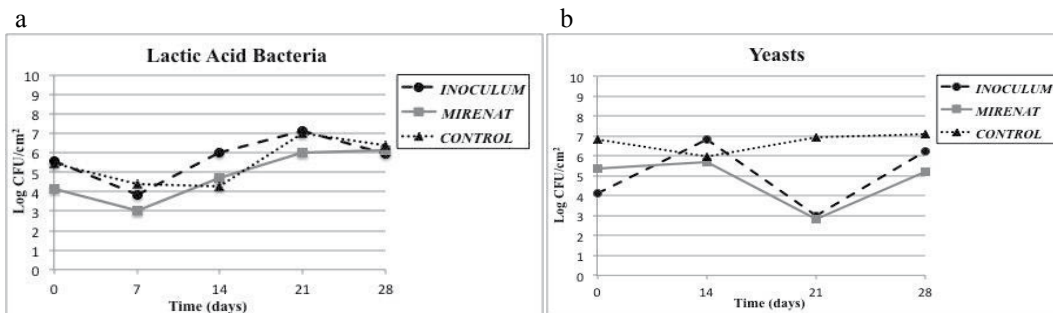 a
Lactic Acid Bacteria
Log CFU/cm²
10
9
8
7
6
5
4
3
2
1
0
0 7 14 21 28
Time (days)
INOCULUM
MIRENAT
CONTROL
b
Yeasts
Log CFU/cm²
10
9
8
7
6
5
4
3
2
1
0
0 14 21 28
Time (days)
INOCULUM
MIRENAT
CONTROL